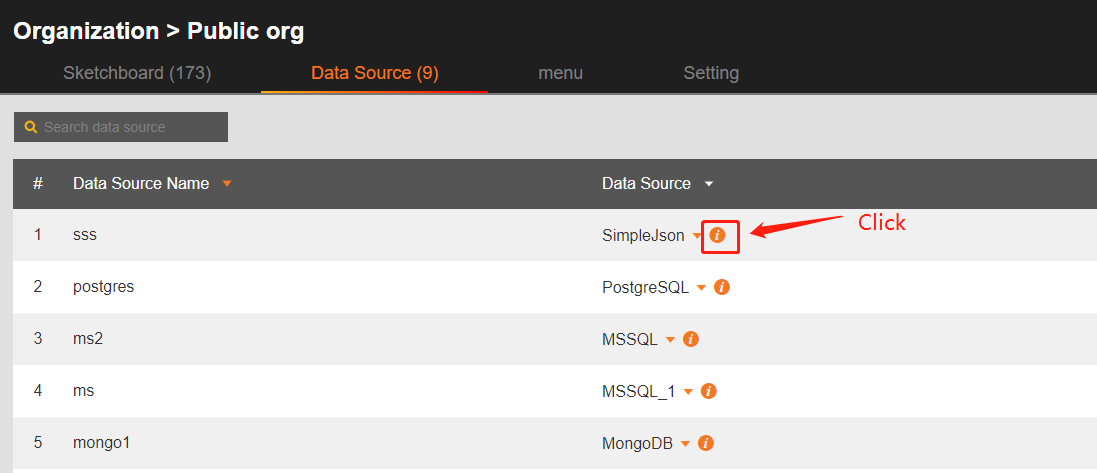 Organization > Public org
Sketchboard (173) Data Source (9) menu Setting
Search data source
# Data Source Name Data Source
1 sss SimpleJson i Click
2 postgres PostgreSQL i
3 ms2 MSSQL i
4 ms MSSQL_1 i
5 mongo1 MongoDB i